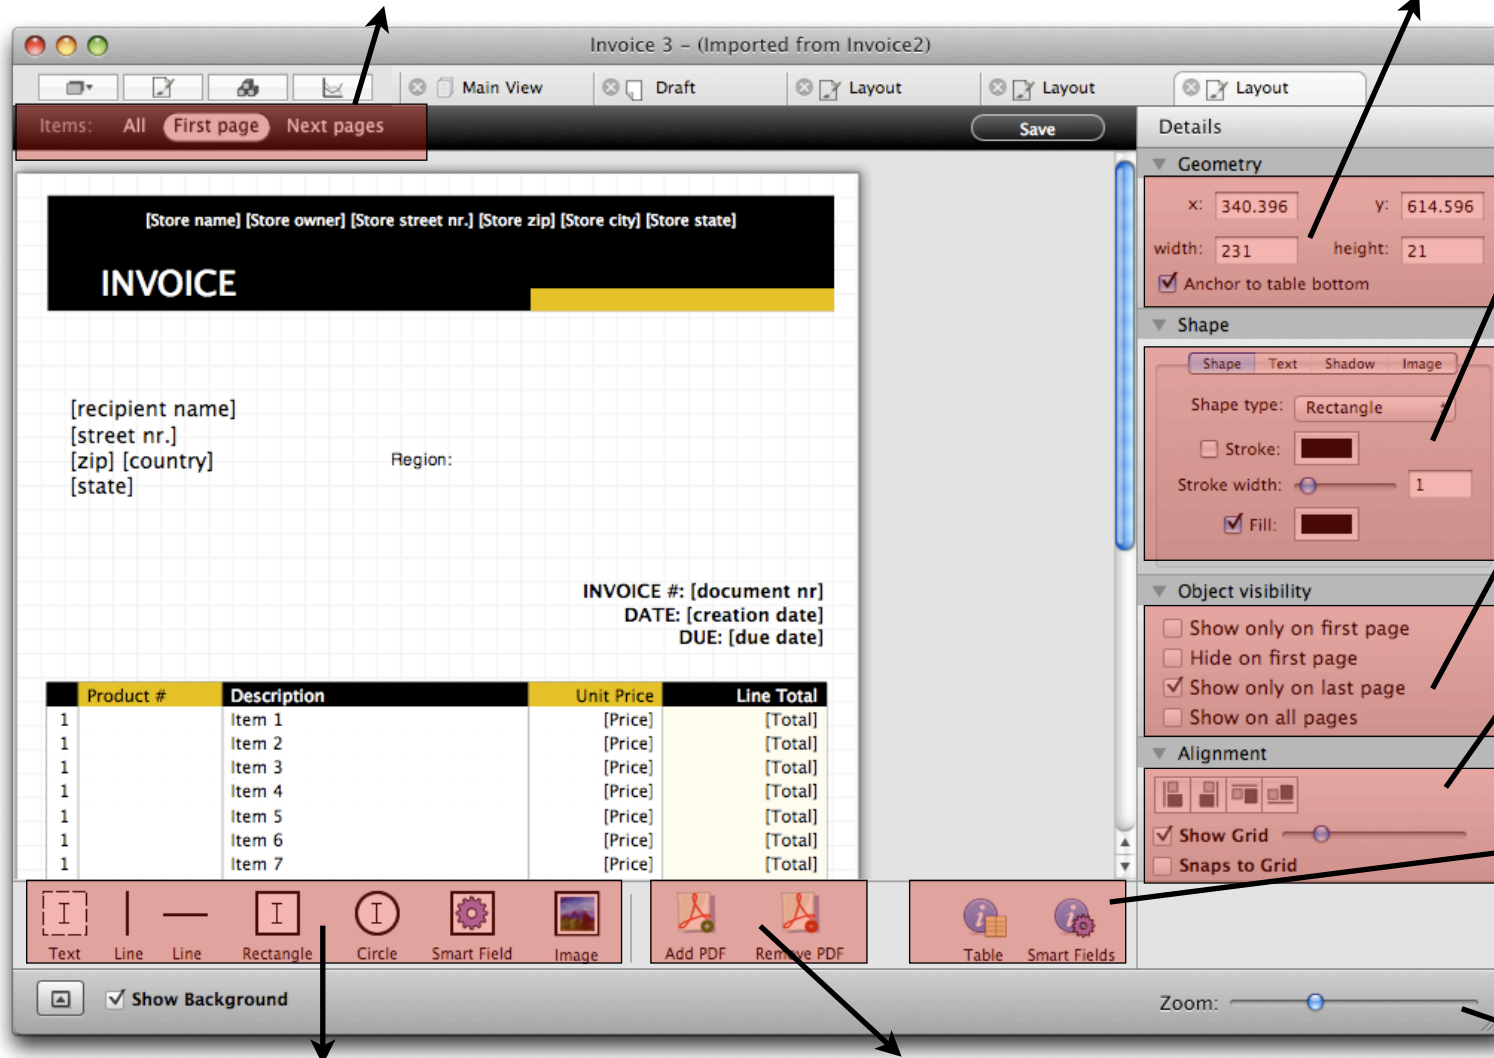 Invoice 3 – (Imported from Invoice2)
Main View Draft Layout Layout Layout
Items: All First page Next pages Save
[Store name] [Store owner] [Store street nr.] [Store zip] [Store city] [Store state]
INVOICE
[recipient name]
[street nr.]
[zip] [country] Region:
[state]
INVOICE #: [document nr]
DATE: [creation date]
DUE: [due date]
Product # Description Unit Price Line Total
1 Item 1 [Price] [Total]
1 Item 2 [Price] [Total]
1 Item 3 [Price] [Total]
1 Item 4 [Price] [Total]
1 Item 5 [Price] [Total]
1 Item 6 [Price] [Total]
1 Item 7 [Price] [Total]
Details
Geometry
x: 340.396 y: 614.596
width: 231 height: 21
Anchor to table bottom
Shape
Shape Text Shadow Image
Shape type: Rectangle
Stroke:
Stroke width: 1
Fill:
Object visibility
Show only on first page
Hide on first page
Show only on last page
Show on all pages
Alignment
Show Grid
Snaps to Grid
Text Line Line Rectangle Circle Smart Field Image Add PDF Remove PDF Table Smart Fields
Show Background
Zoom: